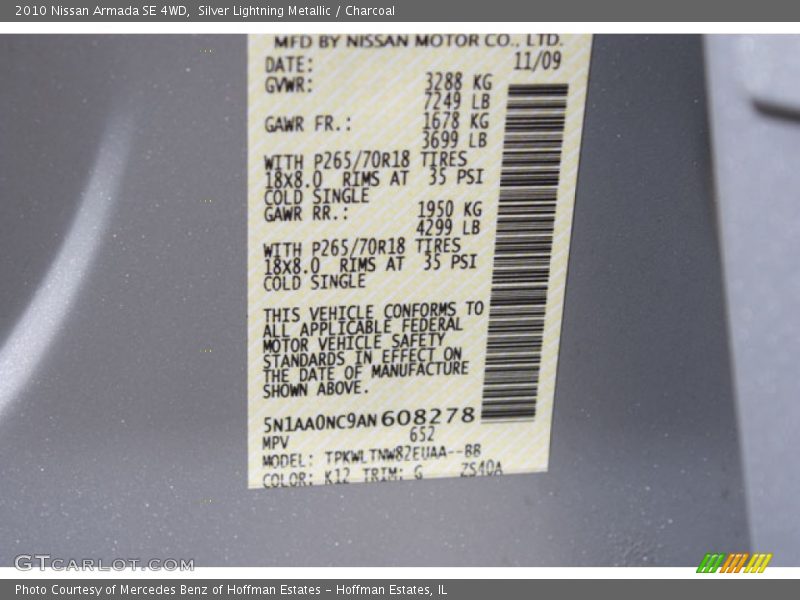 2010 Nissan Armada SE 4WD,  Silver Lightning Metallic / Charcoal
MFD BY NISSAN MOTOR CO., LTD.
DATE: 11/09
GVWR: 3288 KG
7249 LB
GAWR FR.: 1678 KG
3699 LB
WITH P265/70R18 TIRES
18X8.0 RIMS AT 35 PSI
COLD SINGLE
GAWR RR.: 1950 KG
4299 LB
WITH P265/70R18 TIRES
18X8.0 RIMS AT 35 PSI
COLD SINGLE
THIS VEHICLE CONFORMS TO
ALL APPLICABLE FEDERAL
MOTOR VEHICLE SAFETY
STANDARDS IN EFFECT ON
THE DATE OF MANUFACTURE
SHOWN ABOVE.
5N1AA0NC9AN608278
MPV 652
MODEL: TPKWLTNW82EUAA--BB
COLOR: K12 TRIM: G ZS40A
GTcarlot.com
Photo Courtesy of Mercedes Benz of Hoffman Estates - Hoffman Estates, IL